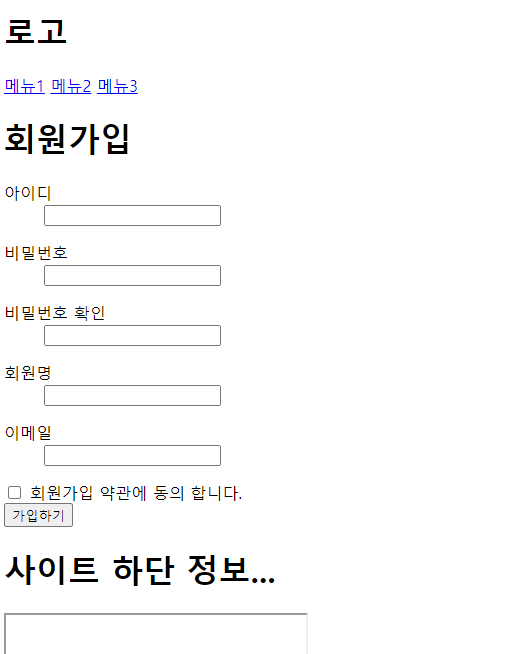 로고
메뉴1 메뉴2 메뉴3
회원가입
아이디
비밀번호
비밀번호 확인
회원명
이메일
회원가입 약관에 동의 합니다.
가입하기
사이트 하단 정보...